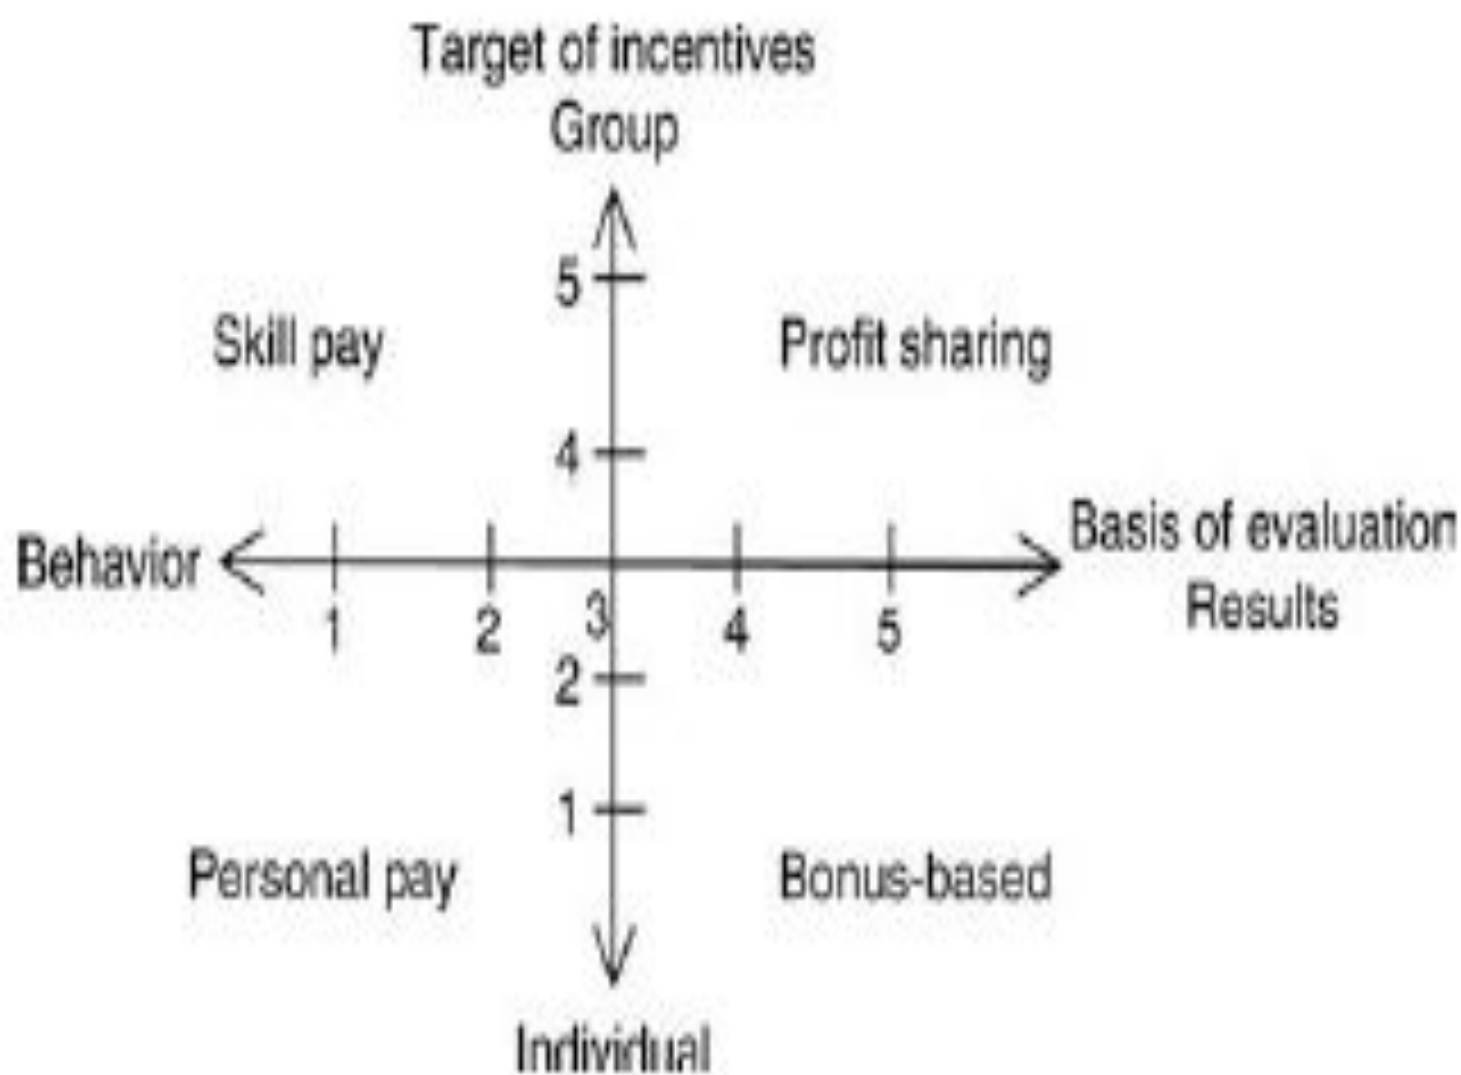 Target of incentives
Group
5
Skill pay
Profit sharing
4
Behavior
Basis of evaluation
Results
1
2
3
4
5
2
1
Personal pay
Bonus-based
Individual